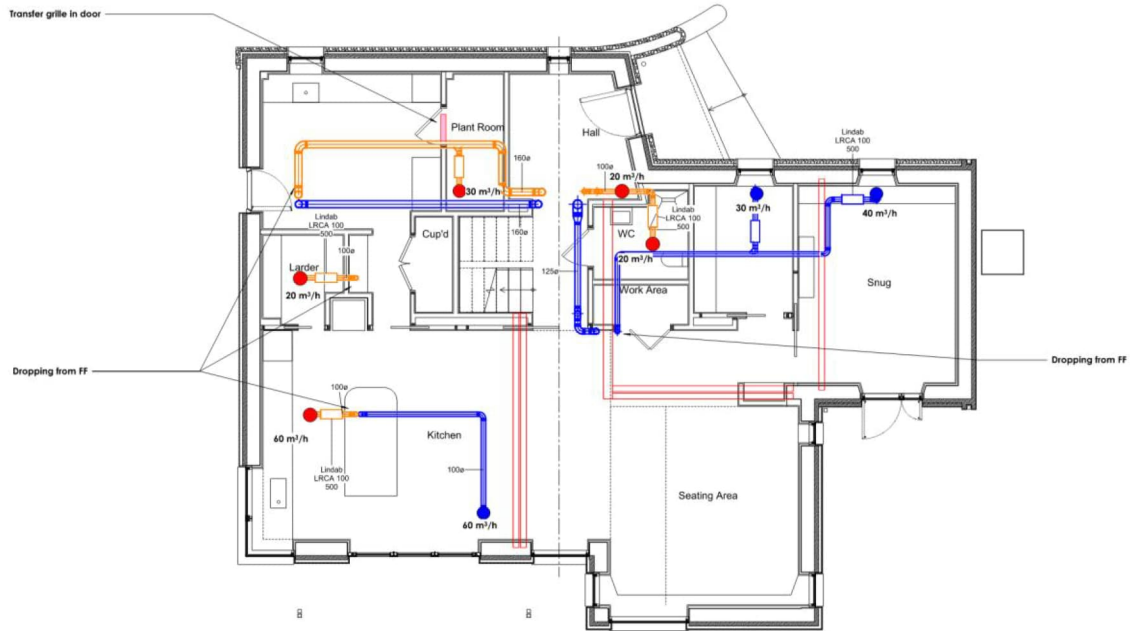 Transfer grille in door
Plant Room
Hall
Lindab
LRCA 100
500
160ø
100ø
20 m³/h
30 m³/h
30 m³/h
40 m³/h
Lindab
LRCA 100
500
160ø
Lindab
LRCA 100
500
Cup'd
WC
100ø
Larder
20 m³/h
20 m³/h
125ø
Snug
Work Area
Dropping from FF
Dropping from FF
100ø
Kitchen
60 m³/h
Lindab
LRCA 100
500
100ø
Seating Area
60 m³/h